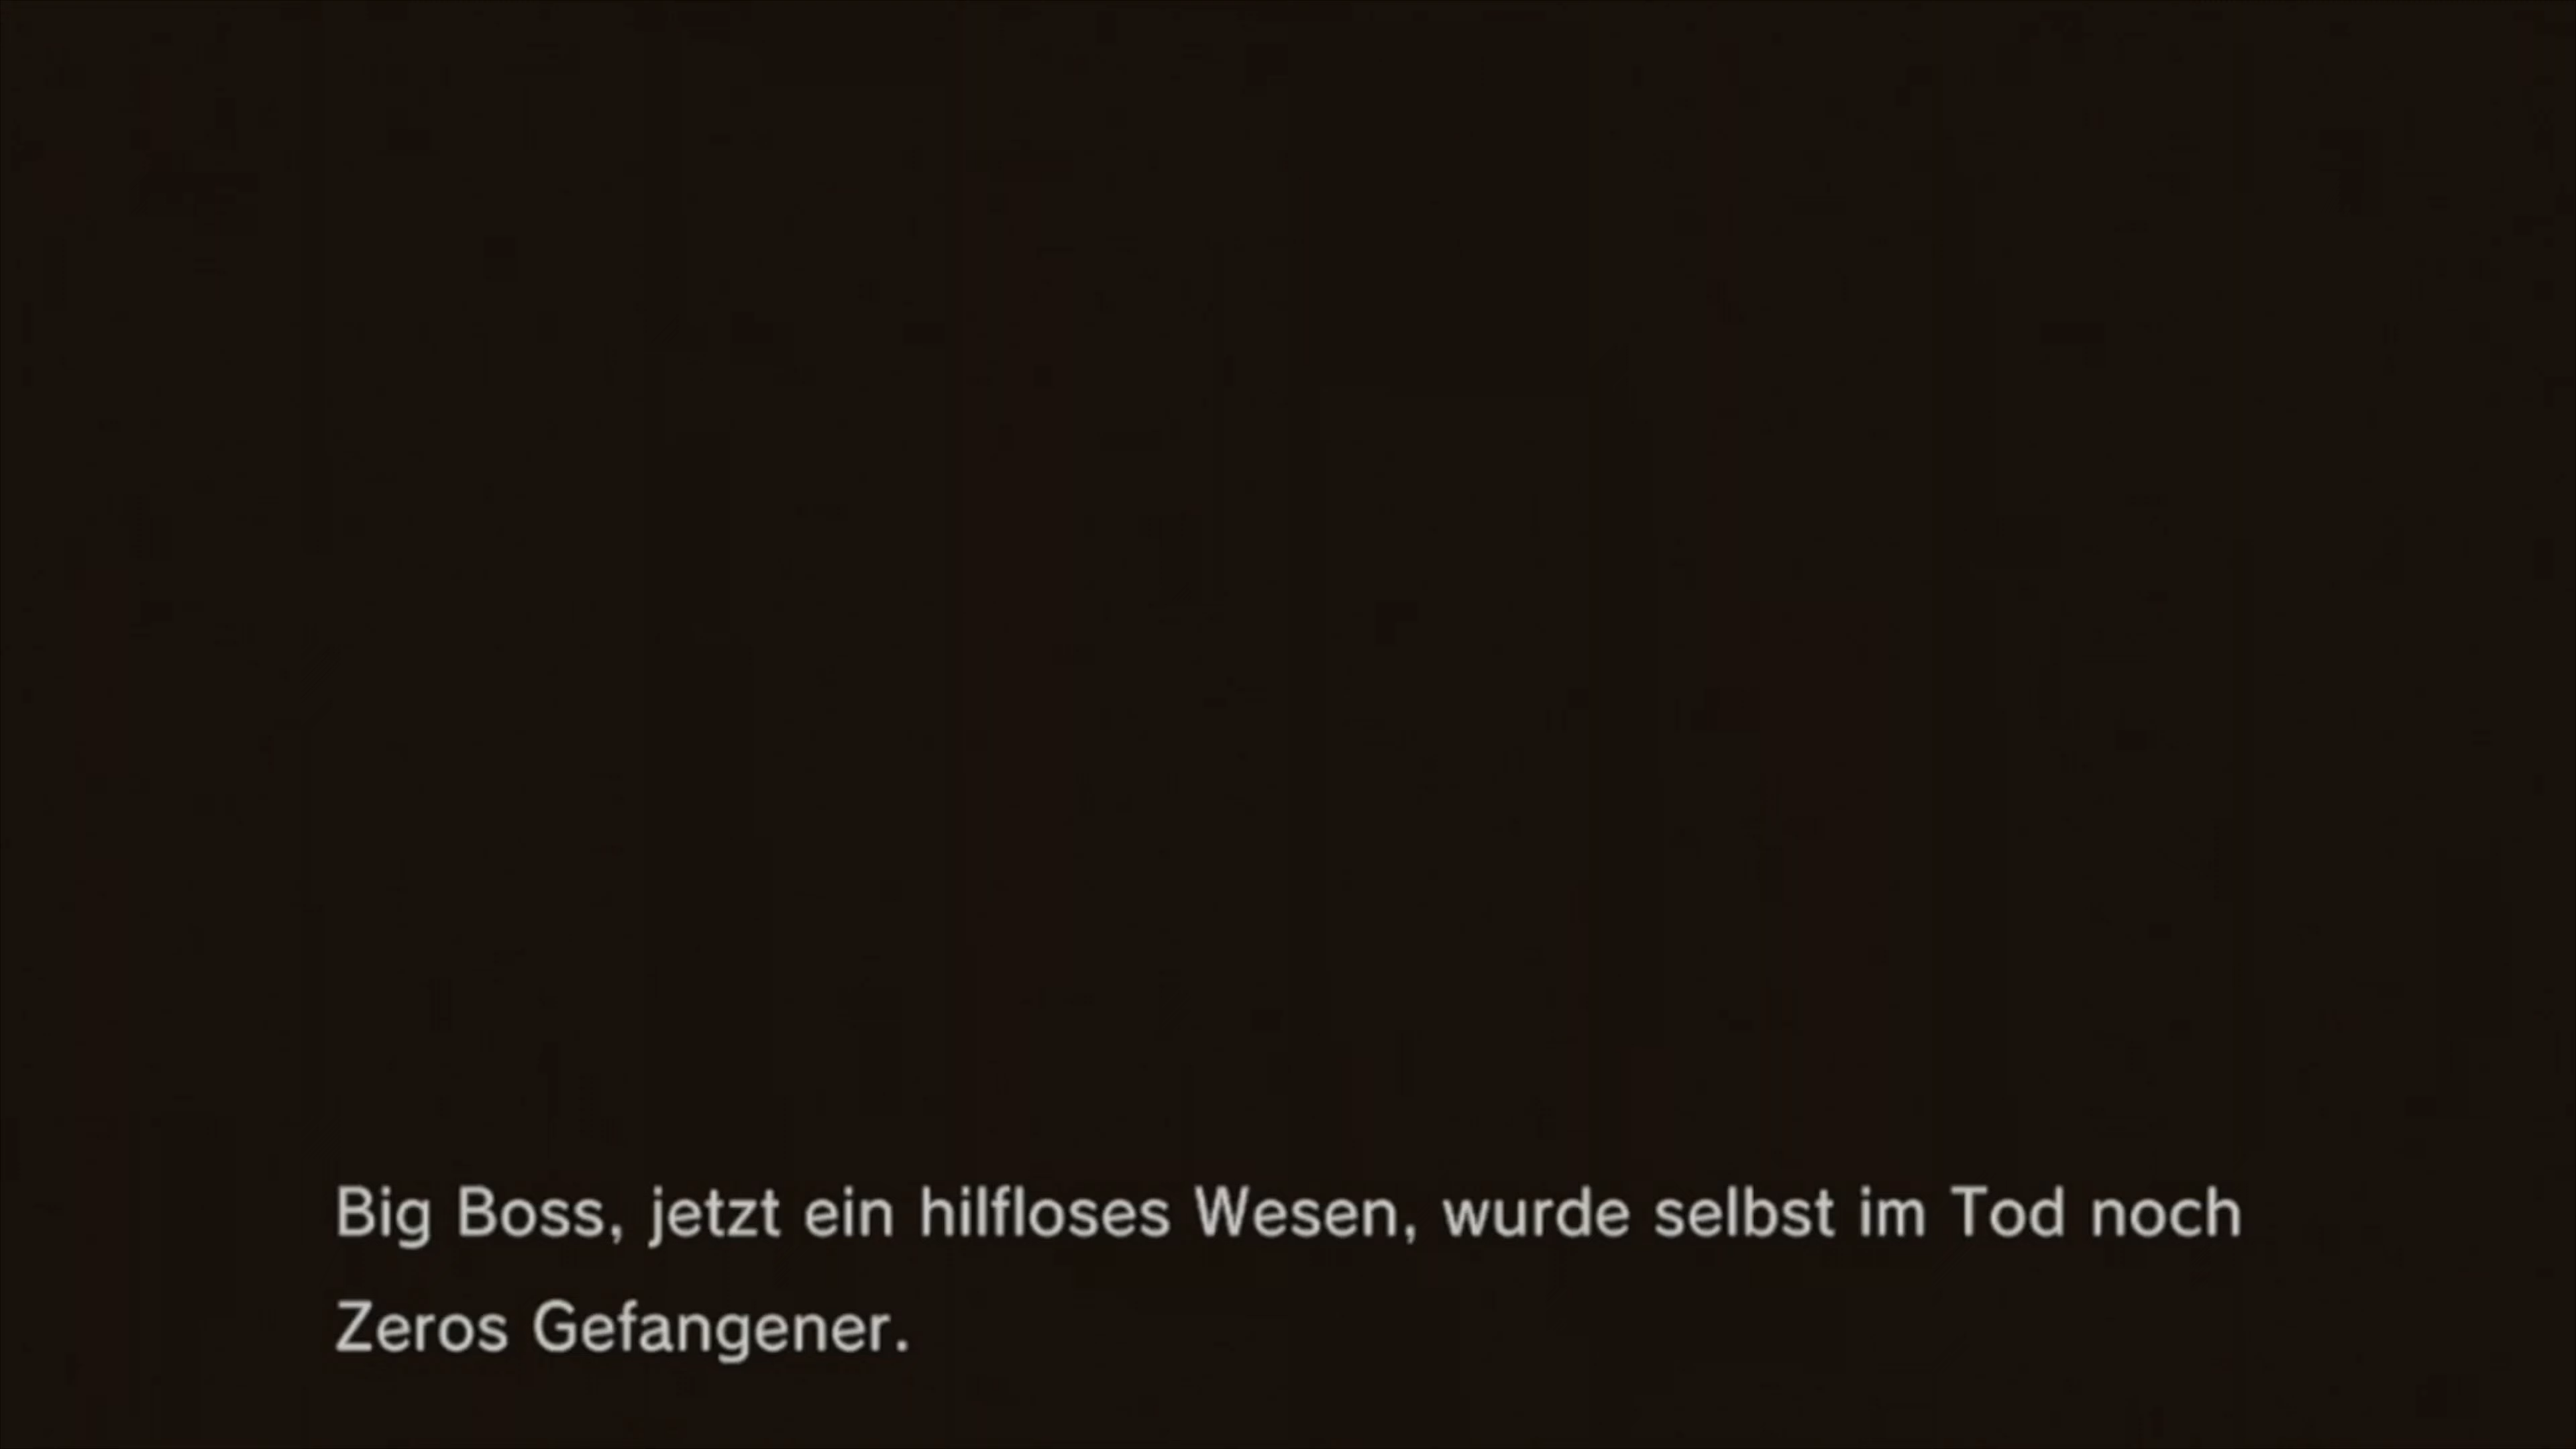 Big Boss, jetzt ein hilfloses Wesen, wurde selbst im Tod noch
Zeros Gefangener.